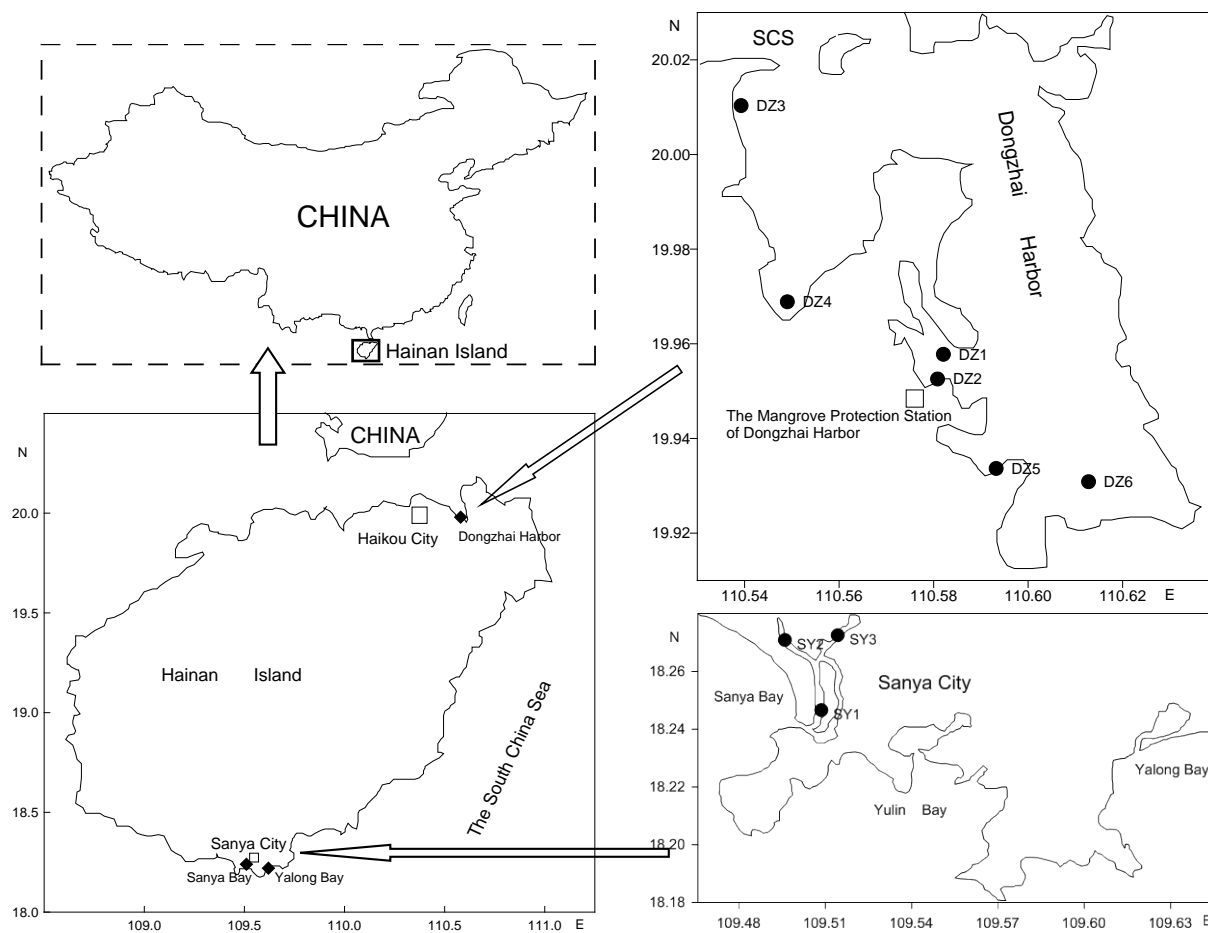 CHINA
Hainan Island
N
20.02
20.00
19.98
19.96
19.94
19.92
SCS
DZ3
Dongzhai
Harbor
DZ4
DZ1
DZ2
The Mangrove Protection Station
of Dongzhai Harbor
DZ5
DZ6
110.54
110.56
110.58
110.60
110.62
E
N
20.0
19.5
19.0
18.5
18.0
CHINA
Haikou City
Dongzhai Harbor
Hainan Island
The South China Sea
Sanya City
Sanya Bay
Yalong Bay
109.0
109.5
110.0
110.5
111.0
E
N
18.26
18.24
18.22
18.20
18.18
SY2
SY3
Sanya Bay
Sanya City
SY1
Yalong Bay
Yulin Bay
109.48
109.51
109.54
109.57
109.60
109.63
E